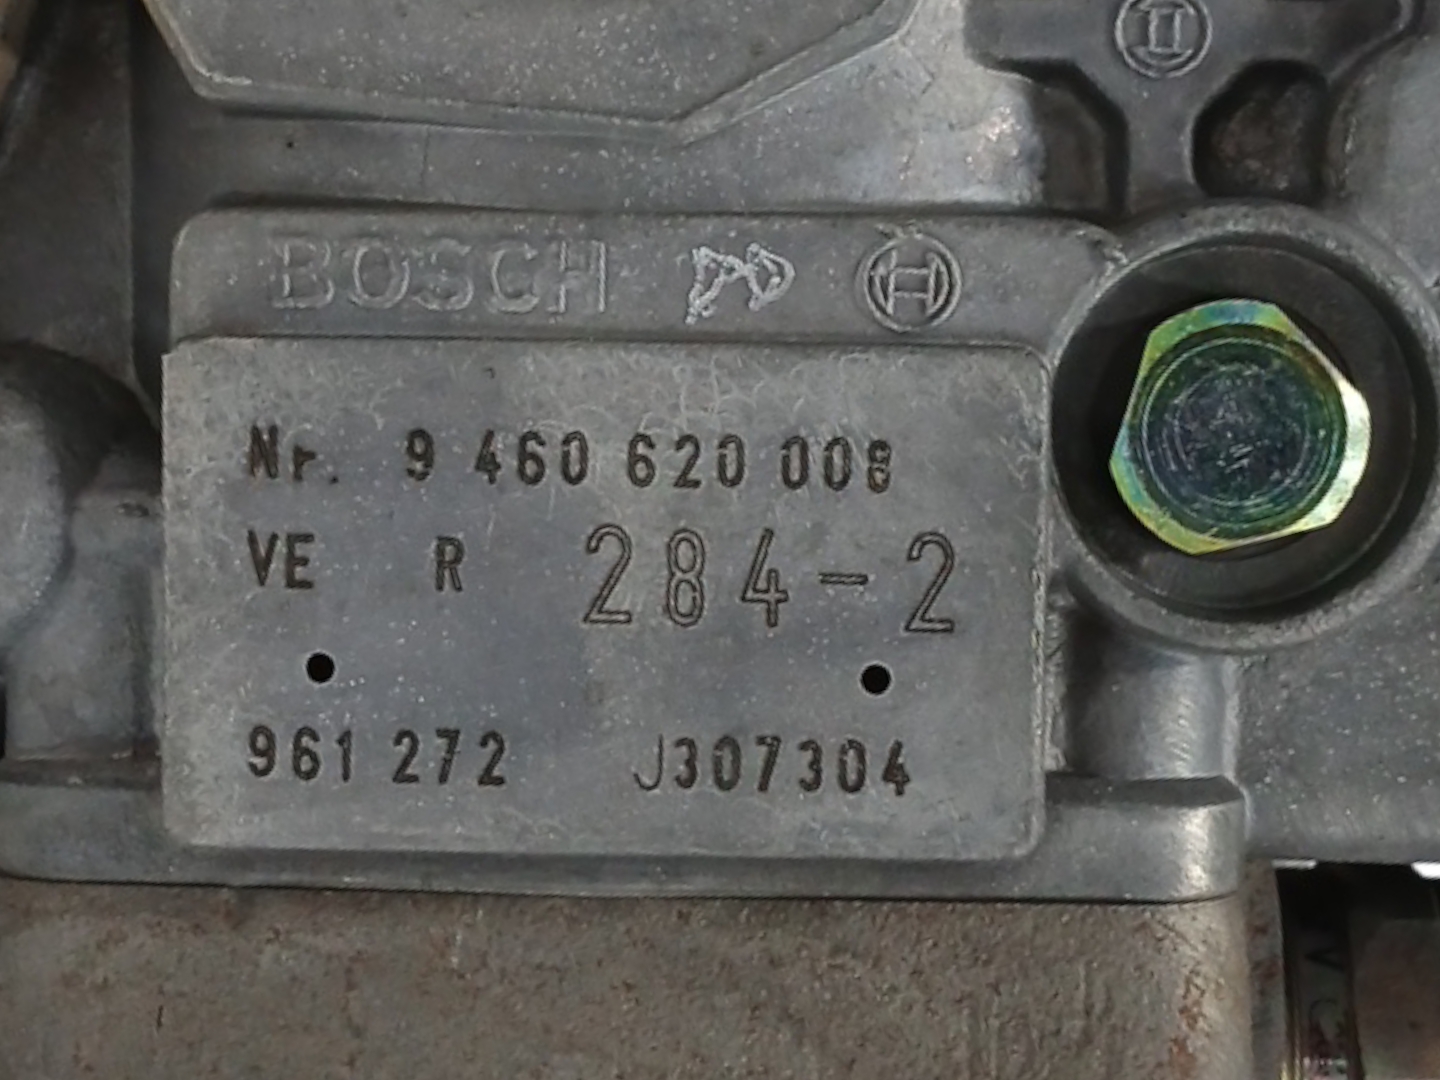 BOSCH
Nr. 9 460 620 008
VE R 284-2
961 272 J307304